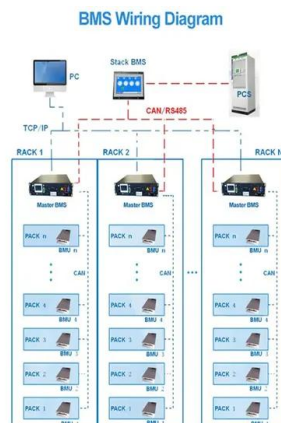 BMS Wiring Diagram
Stack BMS
PC
PCS
CAN/RS485
TCP/IP
RACK 1
RACK 2
RACK N
Master BMS
Master BMS
Master BMS
PACK n
PACK n
PACK n
BMU n
BMU n
BMU n
CAN
CAN
CAN
PACK 4
PACK 4
PACK 4
BMU 4
BMU 4
BMU 4
PACK 3
PACK 3
PACK 3
BMU 3
BMU 3
BMU 3
PACK 2
PACK 2
PACK 2
BMU 2
BMU 2
BMU 2
PACK 1
PACK 1
PACK 1